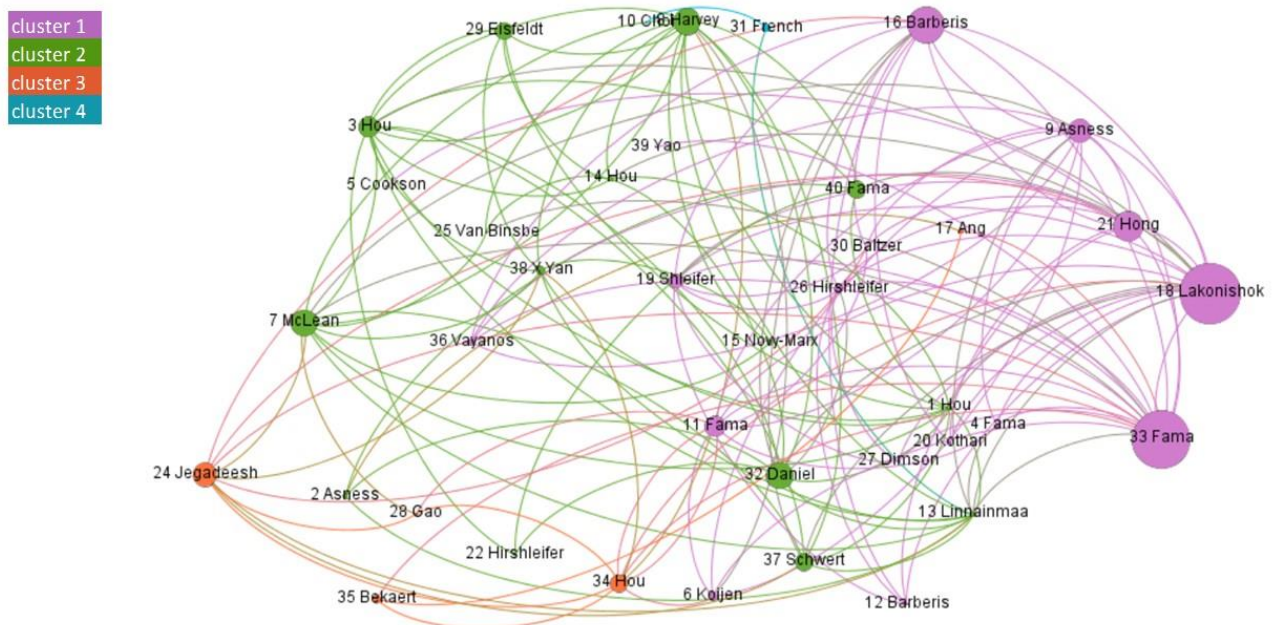 cluster 1
cluster 2
cluster 3
cluster 4
29 Eisfeldt
10 Choi
8 Harvey
31 French
16 Barberis
3 Hou
9 Asness
39 Yao
5 Cookson
14 Hou
40 Fama
25 Van Binsbe
17 Ang
21 Hong
30 Baltzer
38 X Yan
19 Shleifer
26 Hirshleifer
18 Lakonishok
7 McLean
36 Vayanos
15 Novy-Marx
1 Hou
11 Fama
4 Fama
20 Kothari
33 Fama
27 Dimson
24 Jegadeesh
32 Daniel
2 Asness
28 Gao
13 Linnainmaa
22 Hirshleifer
37 Schwert
34 Hou
35 Bekaert
6 Koijen
12 Barberis